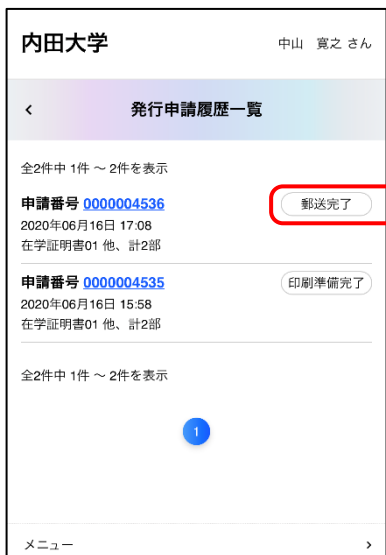 内田大学
中山　寛之 さん
‹ 発行申請履歴一覧
全2件中 1件 ～ 2件を表示
申請番号 0000004536 郵送完了
2020年06月16日 17:08
在学証明書01 他、計2部
申請番号 0000004535 印刷準備完了
2020年06月16日 15:58
在学証明書01 他、計2部
全2件中 1件 ～ 2件を表示
1
メニュー ›